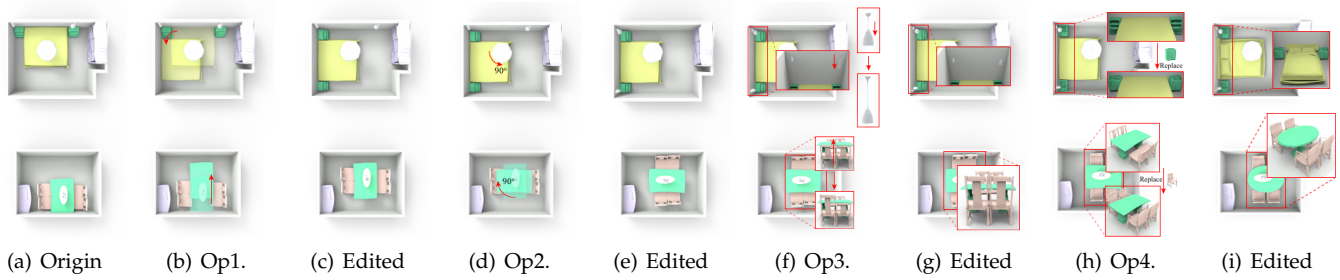 90°
Replace
90°
Replace
(a) Origin
(b) Op1.
(c) Edited
(d) Op2.
(e) Edited
(f) Op3.
(g) Edited
(h) Op4.
(i) Edited